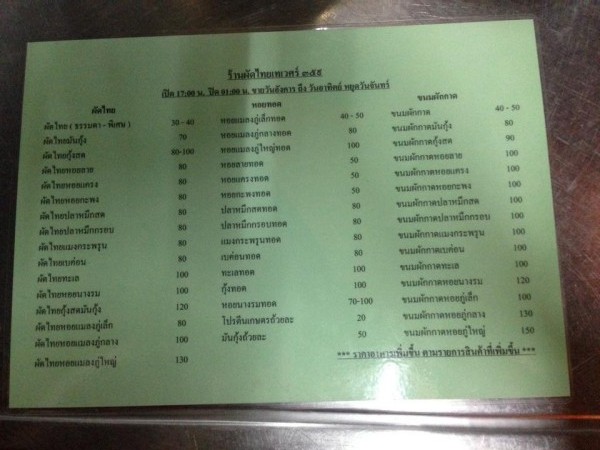 ร้านผัดไทยเทเวศร์ ๓๕๕
เปิด 17:00 น. ปิด 01:00 น. ขายวันอังคาร ถึง วันอาทิตย์ หยุดวันจันทร์
ผัดไทย
ผัดไทย ( ธรรมดา - พิเศษ ) 30 - 40
ผัดไทยมันกุ้ง 70
ผัดไทยกุ้งสด 80-100
ผัดไทยหอยลาย 80
ผัดไทยหอยแครง 80
ผัดไทยหอยกะพง 80
ผัดไทยปลาหมึกสด 80
ผัดไทยปลาหมึกกรอบ 80
ผัดไทยแมงกระพรุน 80
ผัดไทยเบค่อน 80
ผัดไทยทะเล 100
ผัดไทยหอยนางรม 100
ผัดไทยกุ้งสดมันกุ้ง 120
ผัดไทยหอยแมลงภู่เล็ก 80
ผัดไทยหอยแมลงภู่กลาง 100
ผัดไทยหอยแมลงภู่ใหญ่ 130
หอยทอด
หอยแมลงภู่เล็กทอด 40 - 50
หอยแมลงภู่กลางทอด 80
หอยแมลงภู่ใหญ่ทอด 100
หอยลายทอด 50
หอยแครงทอด 50
หอยกะพงทอด 50
ปลาหมึกสดทอด 80
ปลาหมึกกรอบทอด 80
แมงกระพรุนทอด 80
เบค่อนทอด 80
ทะเลทอด 100
กุ้งทอด 100
หอยนางรมทอด 70-100
โปรตีนเกษตรถ้วยละ 20
มันกุ้งถ้วยละ 50
ขนมผักกาด
ขนมผักกาด 40 - 50
ขนมผักกาดมันกุ้ง 80
ขนมผักกาดกุ้งสด 90
ขนมผักกาดหอยลาย 100
ขนมผักกาดหอยแครง 100
ขนมผักกาดหอยกะพง 100
ขนมผักกาดปลาหมึกสด 100
ขนมผักกาดปลาหมึกกรอบ 100
ขนมผักกาดแมงกระพรุน 100
ขนมผักกาดเบค่อน 100
ขนมผักกาดทะเล 100
ขนมผักกาดหอยนางรม 120
ขนมผักกาดหอยภู่เล็ก 100
ขนมผักกาดหอยภู่กลาง 130
ขนมผักกาดหอยภู่ใหญ่ 150
*** ราคาอาหารเพิ่มขึ้น ตามรายการสินค้าที่เพิ่มขึ้น ***